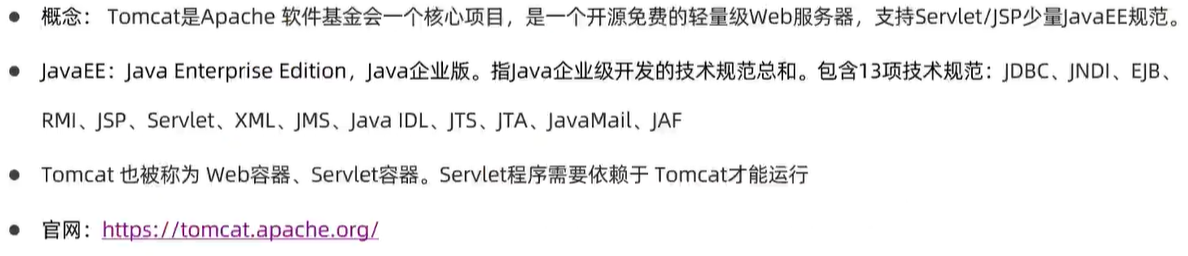 ● 概念： Tomcat是Apache 软件基金会一个核心项目，是一个开源免费的轻量级Web服务器，支持Servlet/JSP少量JavaEE规范。
● JavaEE：Java Enterprise Edition，Java企业版。指Java企业级开发的技术规范总和。包含13项技术规范：JDBC、JNDI、EJB、
RMI、JSP、Servlet、XML、JMS、Java IDL、JTS、JTA、JavaMail、JAF
● Tomcat 也被称为 Web容器、Servlet容器。Servlet程序需要依赖于 Tomcat才能运行
● 官网：https://tomcat.apache.org/